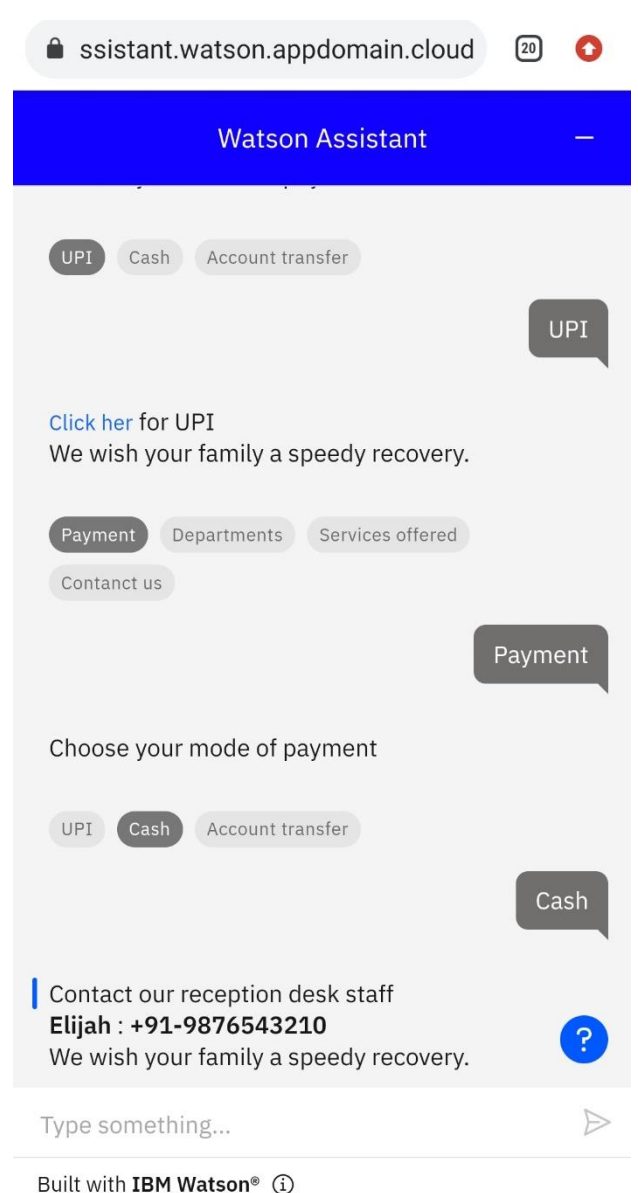 ssistant.watson.appdomain.cloud 20
Watson Assistant
UPI Cash Account transfer
UPI
Click her for UPI
We wish your family a speedy recovery.
Payment Departments Services offered
Contanct us
Payment
Choose your mode of payment
UPI Cash Account transfer
Cash
Contact our reception desk staff
Elijah : +91-9876543210
We wish your family a speedy recovery.
?
Type something...
Built with IBM Watson®